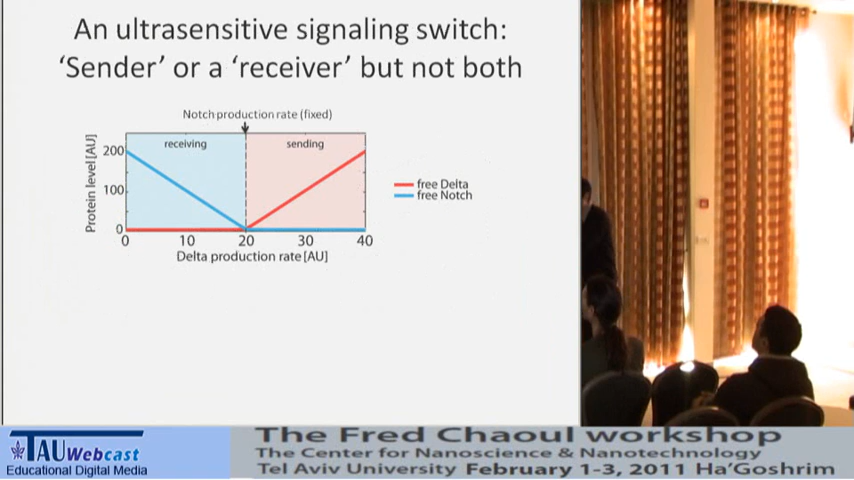 An ultrasensitive signaling switch:
‘Sender’ or a ‘receiver’ but not both
Notch production rate (fixed)
receiving
sending
Protein level [AU]
200
100
0
0 10 20 30 40
Delta production rate [AU]
free Delta
free Notch
TAU Webcast
Educational Digital Media
The Fred Chaoul workshop
The Center for Nanoscience & Nanotechnology
Tel Aviv University February 1-3, 2011 Ha'Goshrim